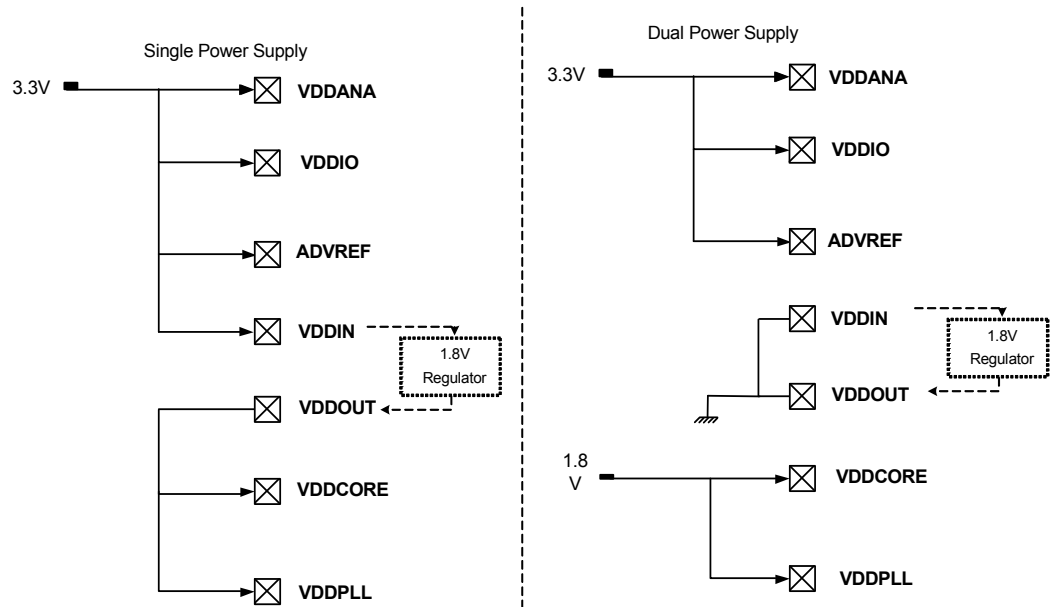 Single Power Supply
3.3V
VDDANA
VDDIO
ADVREF
VDDIN
1.8V
Regulator
VDDOUT
VDDCORE
VDDPLL
Dual Power Supply
3.3V
VDDANA
VDDIO
ADVREF
VDDIN
1.8V
Regulator
VDDOUT
1.8
V
VDDCORE
VDDPLL